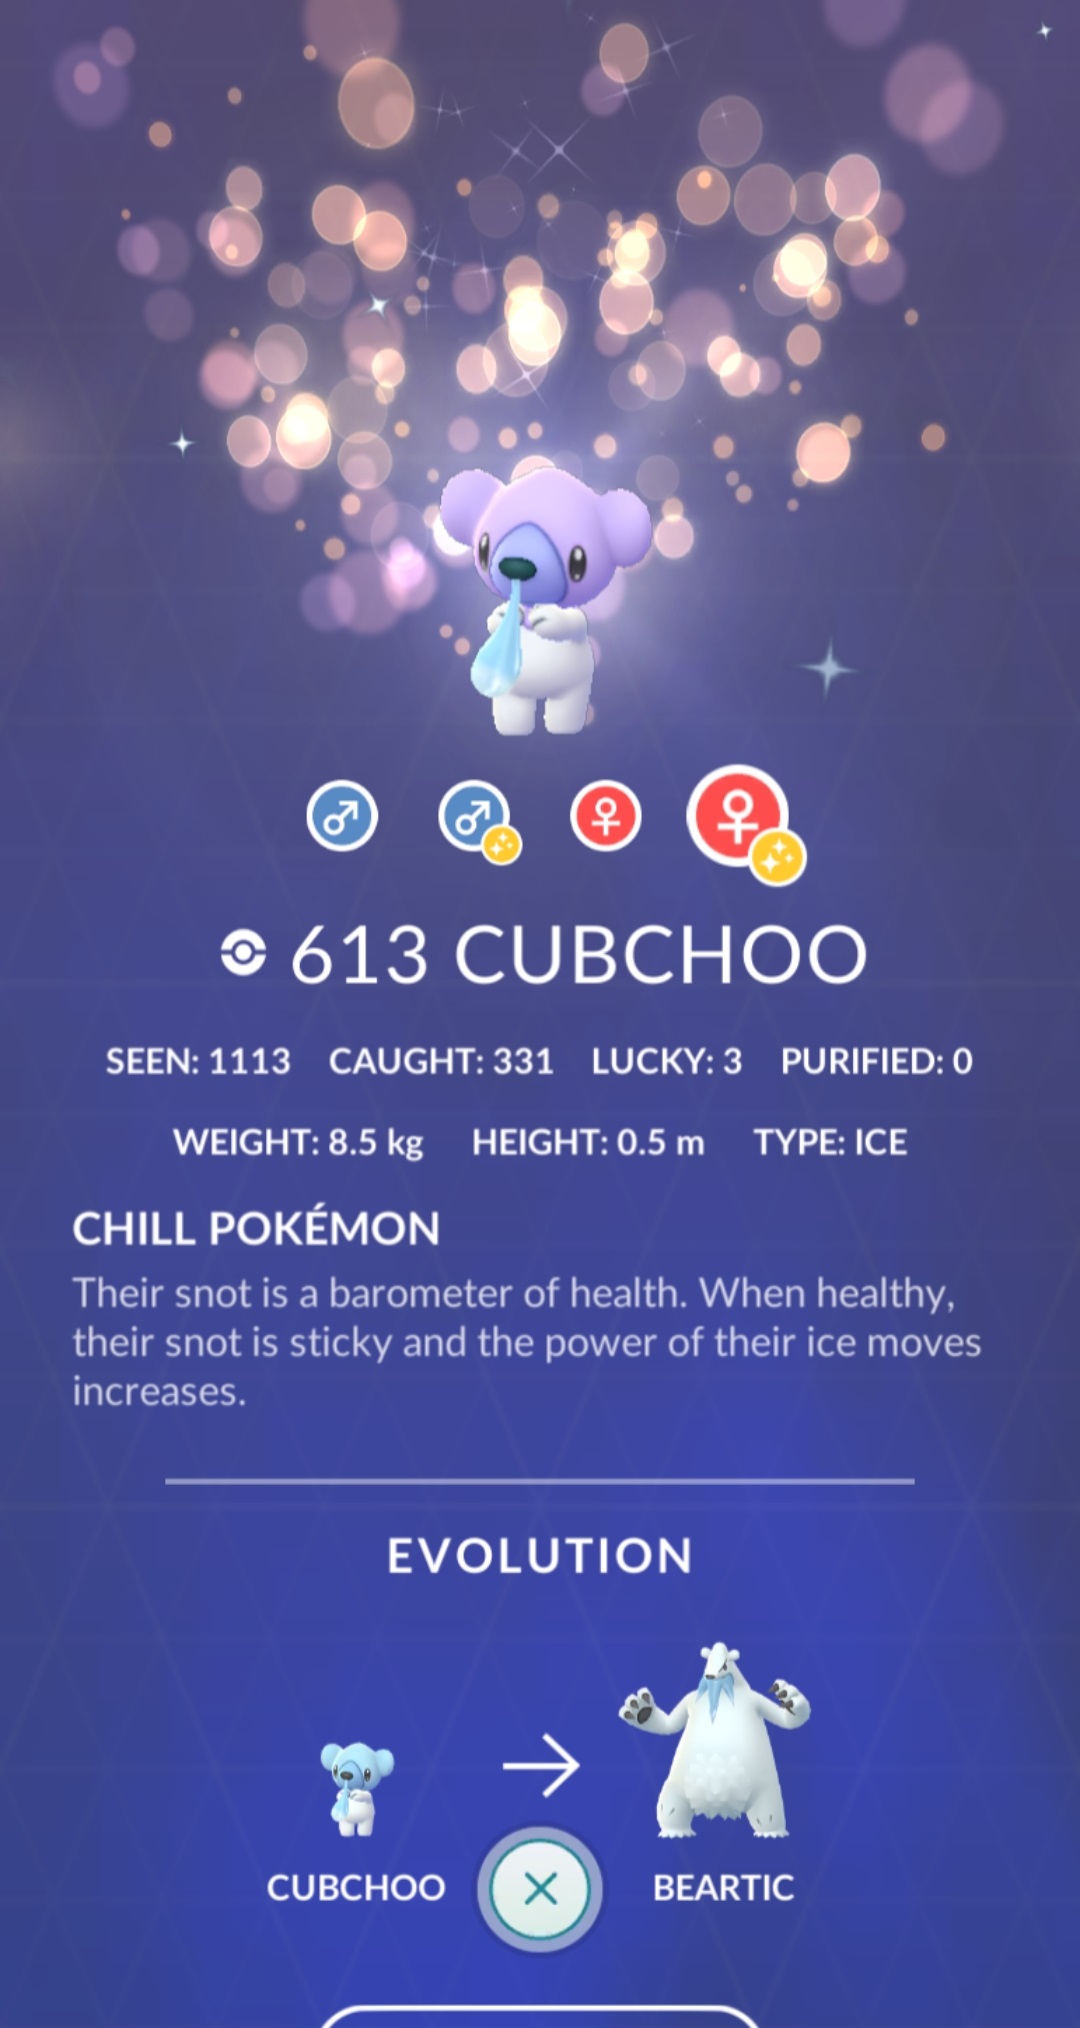 613 CUBCHOO
SEEN: 1113 CAUGHT: 331 LUCKY: 3 PURIFIED: 0
WEIGHT: 8.5 kg HEIGHT: 0.5 m TYPE: ICE
CHILL POKÉMON
Their snot is a barometer of health. When healthy,
their snot is sticky and the power of their ice moves
increases.
EVOLUTION
CUBCHOO BEARTIC